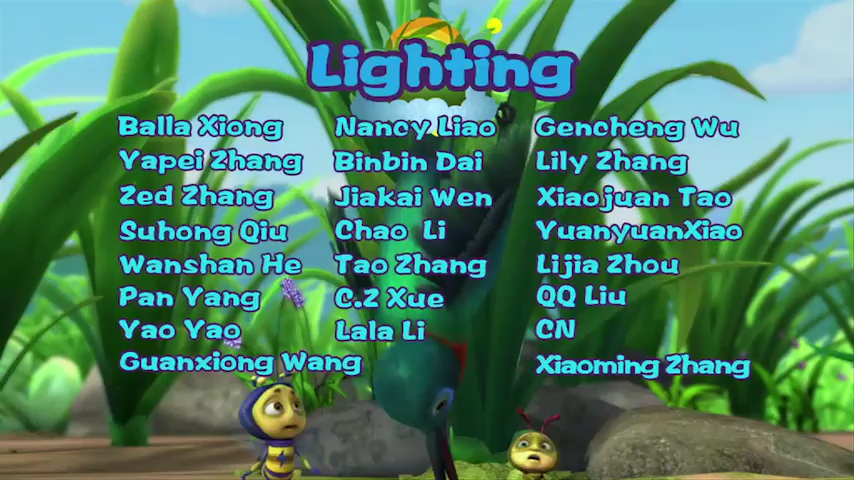 Lighting
Balla Xiong Nancy Liao Gencheng Wu
Yapei Zhang Binbin Dai Lily Zhang
Zed Zhang Jiakai Wen Xiaojuan Tao
Suhong Qiu Chao Li YuanyuanXiao
Wanshan He Tao Zhang Lijia Zhou
Pan Yang C.Z Xue QQ Liu
Yao Yao Lala Li CN
Guanxiong Wang Xiaoming Zhang